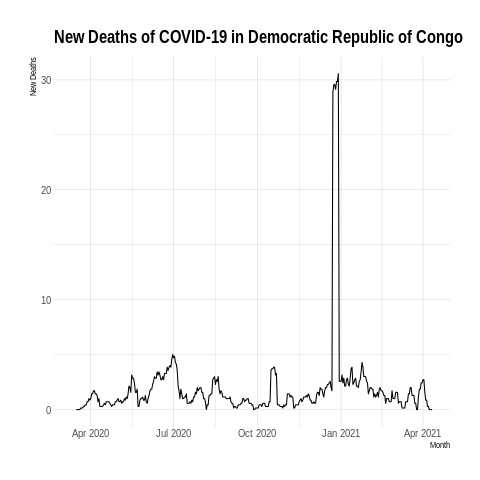 New Deaths of COVID-19 in Democratic Republic of Congo
New Deaths
30
20
10
0
Apr 2020
Jul 2020
Oct 2020
Jan 2021
Apr 2021
Month